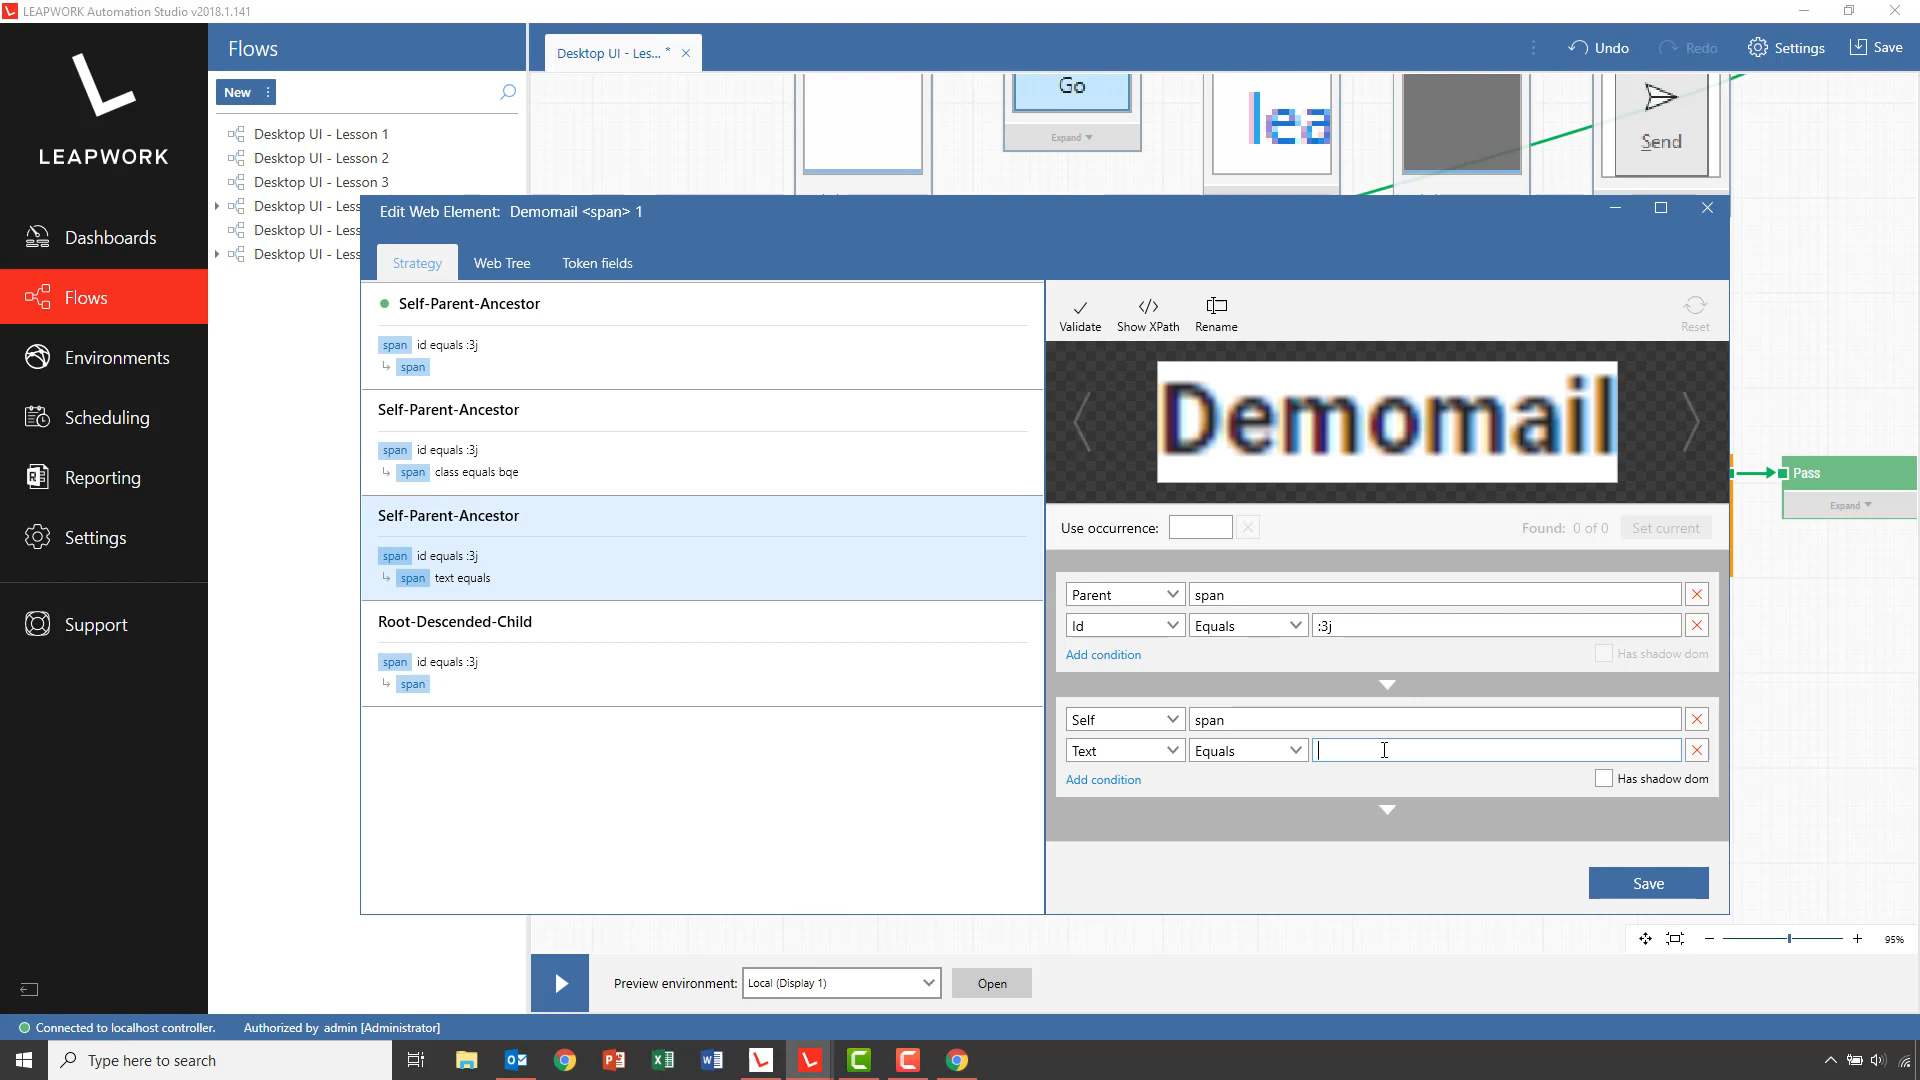 LEAPWORK Automation Studio v2018.1.141
LEAPWORK
Dashboards
Flows
Environments
Scheduling
Reporting
Settings
Support
Flows
New
Desktop UI - Lesson 1
Desktop UI - Lesson 2
Desktop UI - Lesson 3
Desktop UI - Less
Desktop UI - Less
Desktop UI - Less
Desktop UI - Les... *
Undo
Redo
Settings
Save
Go
Expand
lea
Send
Pass
Expand
Edit Web Element: Demomail <span> 1
Strategy
Web Tree
Token fields
Self-Parent-Ancestor
span id equals :3j
span
Self-Parent-Ancestor
span id equals :3j
span class equals bqe
Self-Parent-Ancestor
span id equals :3j
span text equals
Root-Descended-Child
span id equals :3j
span
Validate
Show XPath
Rename
Reset
Demomail
Use occurrence:
Found: 0 of 0
Set current
Parent span
Id Equals :3j
Add condition
Has shadow dom
Self span
Text Equals
Add condition
Has shadow dom
Save
95%
Preview environment: Local (Display 1) Open
Connected to localhost controller. Authorized by admin [Administrator]
Type here to search